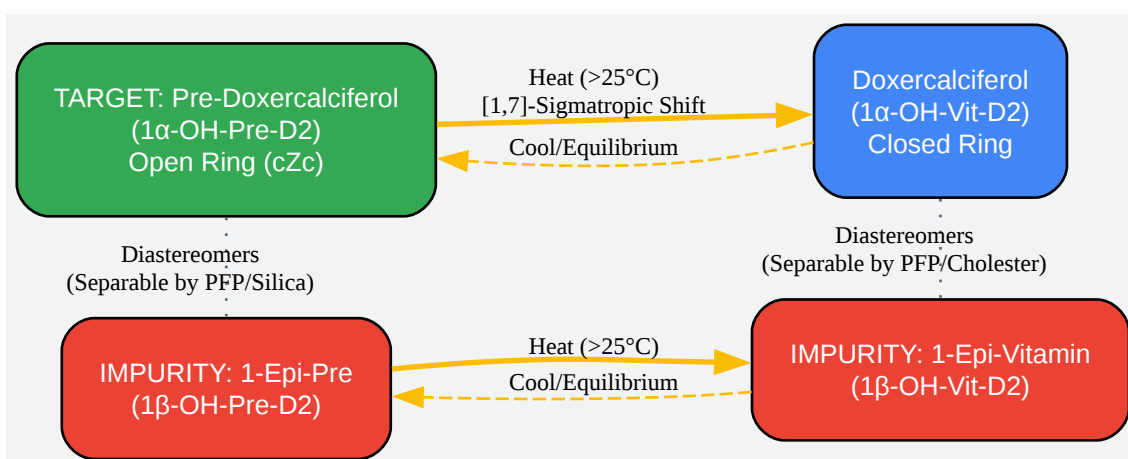 TARGET: Pre-Doxercalciferol
(1α-OH-Pre-D2)
Open Ring (cZc)
Heat (>25°C)
[1,7]-Sigmatropic Shift
Cool/Equilibrium
Doxercalciferol
(1α-OH-Vit-D2)
Closed Ring
Diastereomers
(Separable by PFP/Silica)
Diastereomers
(Separable by PFP/Cholester)
IMPURITY: 1-Epi-Pre
(1β-OH-Pre-D2)
Heat (>25°C)
Cool/Equilibrium
IMPURITY: 1-Epi-Vitamin
(1β-OH-Vit-D2)